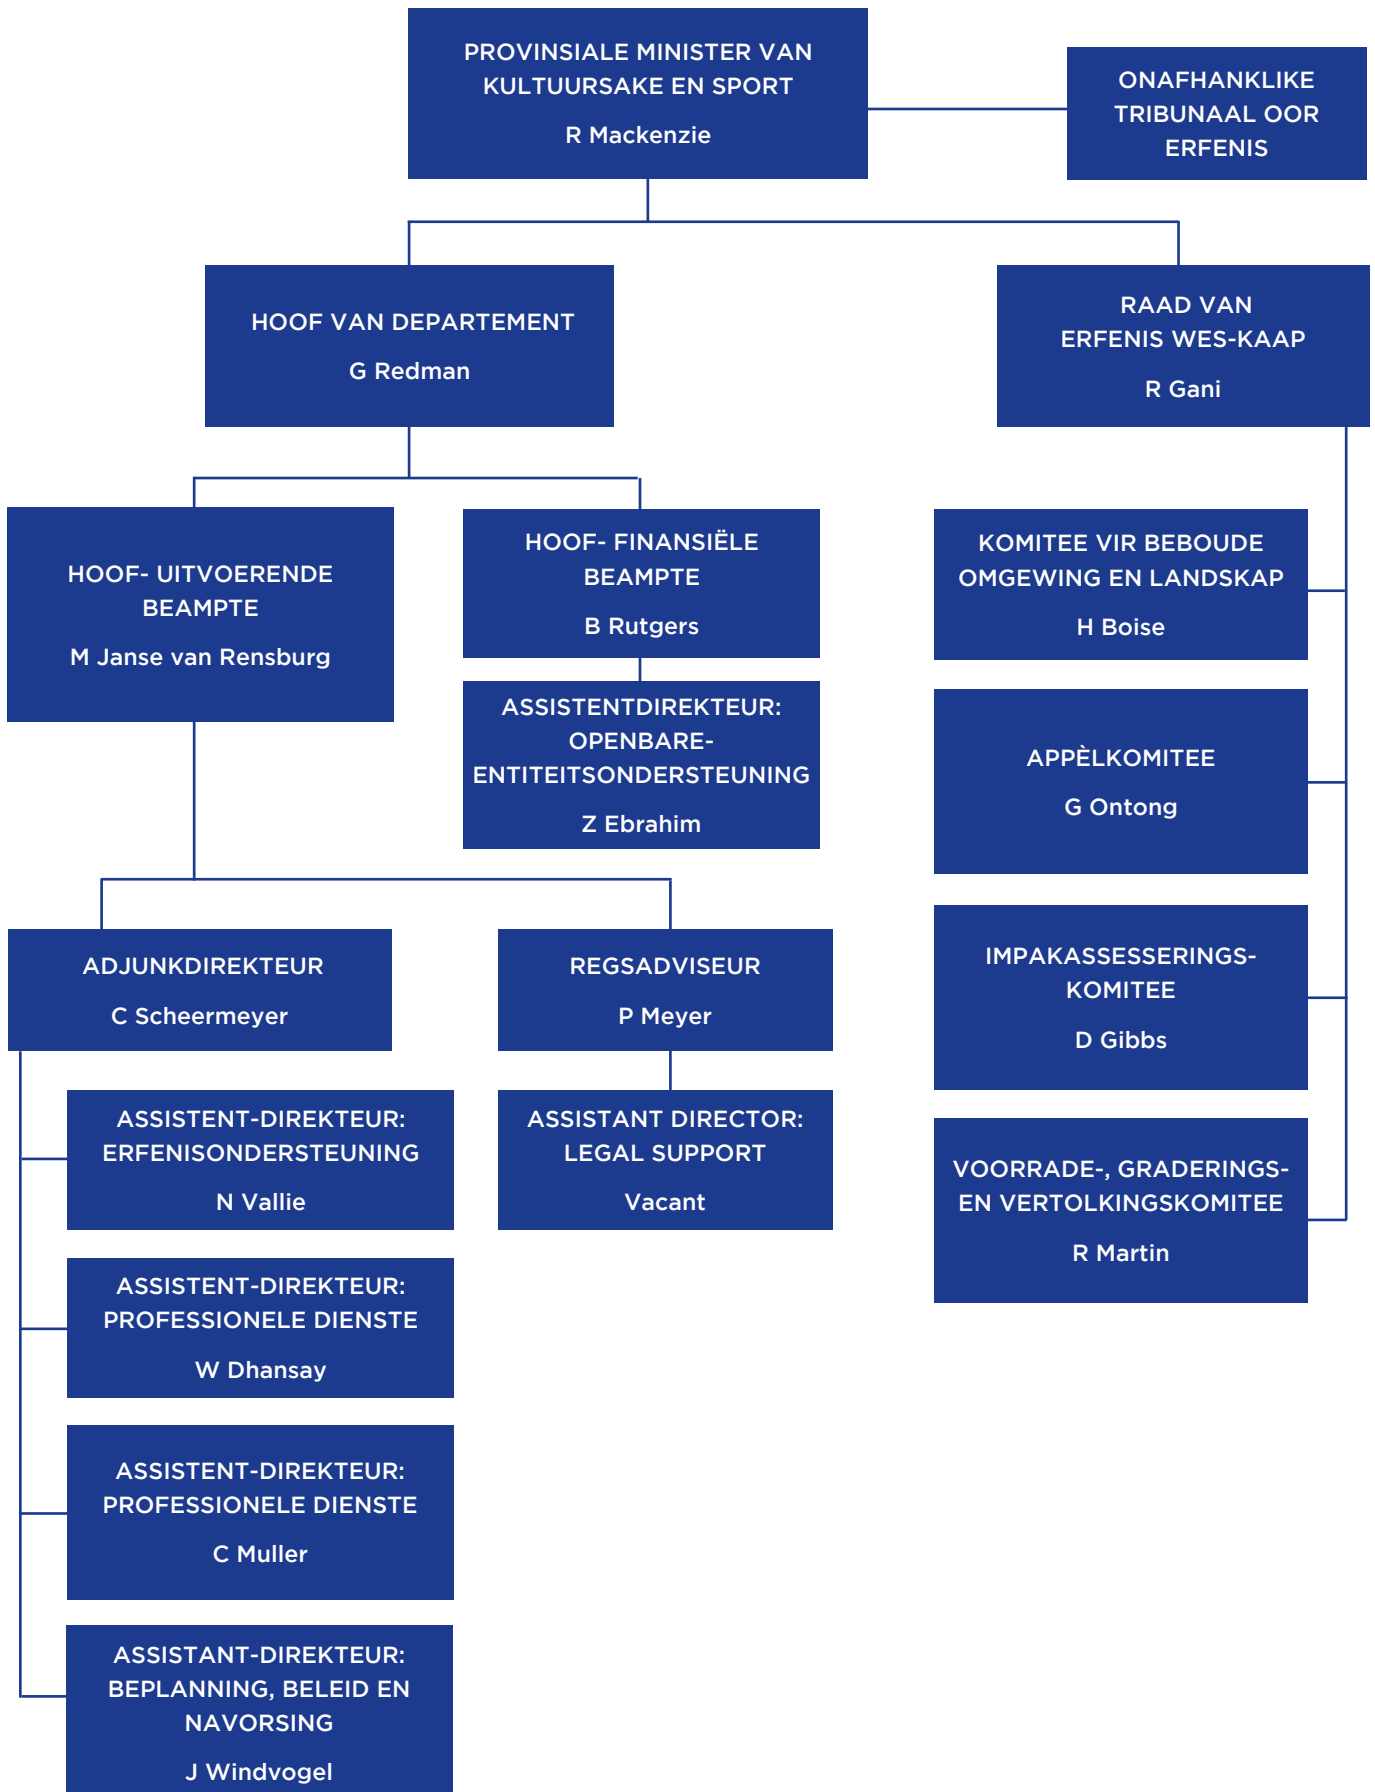 PROVINSIALE MINISTER VAN
KULTUURSAKE EN SPORT
R Mackenzie
ONAFHANKLIKE
TRIBUNAAL OOR
ERFENIS
HOOF VAN DEPARTEMENT
G Redman
RAAD VAN
ERFENIS WES-KAAP
R Gani
HOOF- UITVOERENDE
BEAMPTE
M Janse van Rensburg
HOOF- FINANSIËLE
BEAMPTE
B Rutgers
ASSISTENTDIREKTEUR:
OPENBARE-
ENTITEITSONDERSTEUNING
Z Ebrahim
KOMITEE VIR BEBOUDE
OMGEWING EN LANDSKAP
H Boise
APPÈLKOMITEE
G Ontong
IMPAKASSESSERINGS-
KOMITEE
D Gibbs
VOORRADE-, GRADERINGS-
EN VERTOLKINGSKOMITEE
R Martin
ADJUNKDIREKTEUR
C Scheermeyer
REGSADVISEUR
P Meyer
ASSISTENT-DIREKTEUR:
ERFENISONDERSTEUNING
N Vallie
ASSISTANT DIRECTOR:
LEGAL SUPPORT
Vacant
ASSISTENT-DIREKTEUR:
PROFESSIONELE DIENSTE
W Dhansay
ASSISTENT-DIREKTEUR:
PROFESSIONELE DIENSTE
C Muller
ASSISTANT-DIREKTEUR:
BEPLANNING, BELEID EN
NAVORSING
J Windvogel